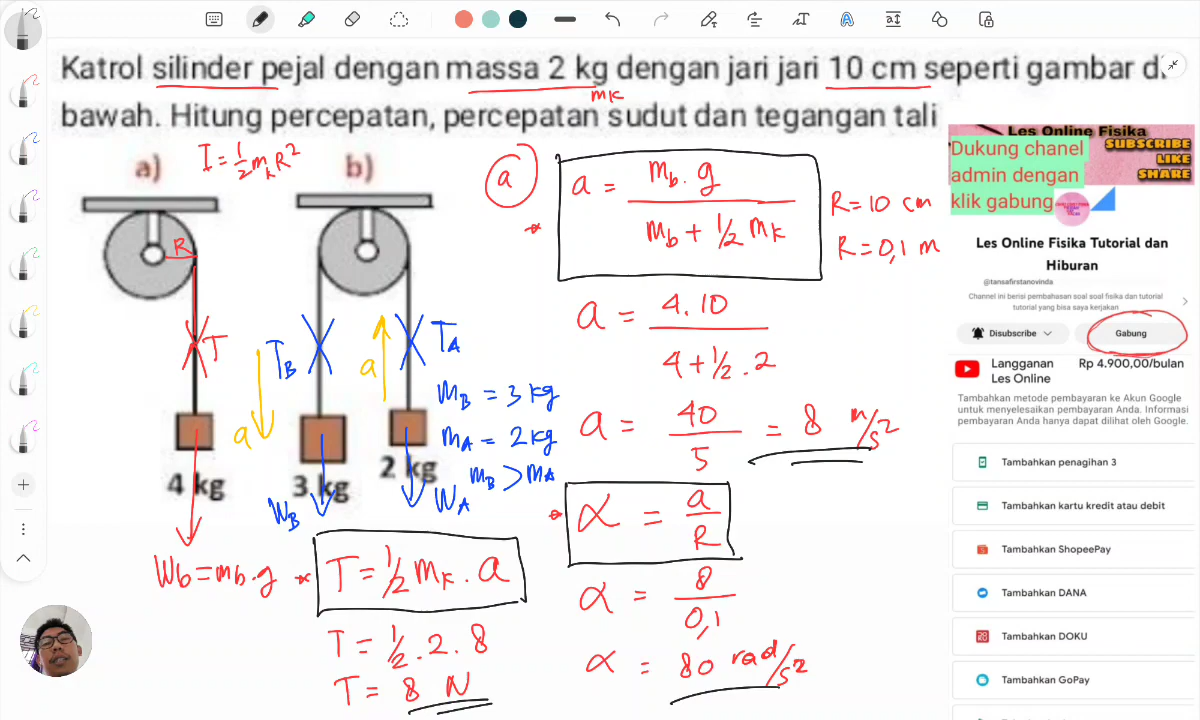 Katrol silinder pejal dengan massa 2 kg dengan jari jari 10 cm seperti gambar di
bawah. Hitung percepatan, percepatan sudut dan tegangan tali
mK
a)
I = ½ mk R²
b)
R
T
TB
TA
a
a
mB = 3 kg
mA = 2 kg
mB > mA
4 kg
3 kg
2 kg
WB
WA
Wb = mb . g
* T = ½ mk . a
T = ½ . 2 . 8
T = 8 N
a
* a = mb . g / mb + ½ mk
R = 10 cm
R = 0,1 m
a = 4 . 10 / 4 + ½ . 2
a = 40 / 5 = 8 m/s²
* α = a / R
α = 8 / 0,1
α = 80 rad/s²
Les Online Fisika
SUBSCRIBE
LIKE
SHARE
Dukung chanel
admin dengan
klik gabung
Les Online Fisika Tutorial dan
Hiburan
@tansafirstanovinda
Channel ini berisi pembahasan soal soal fisika dan tutorial
tutorial yang bisa saya kerjakan
Disubscribe
Gabung
Langganan
Les Online
Rp 4.900,00/bulan
Tambahkan metode pembayaran ke Akun Google
untuk menyelesaikan pembayaran Anda. Informasi
pembayaran Anda hanya dapat dilihat oleh Google.
Tambahkan penagihan 3
Tambahkan kartu kredit atau debit
Tambahkan ShopeePay
Tambahkan DANA
Tambahkan DOKU
Tambahkan GoPay